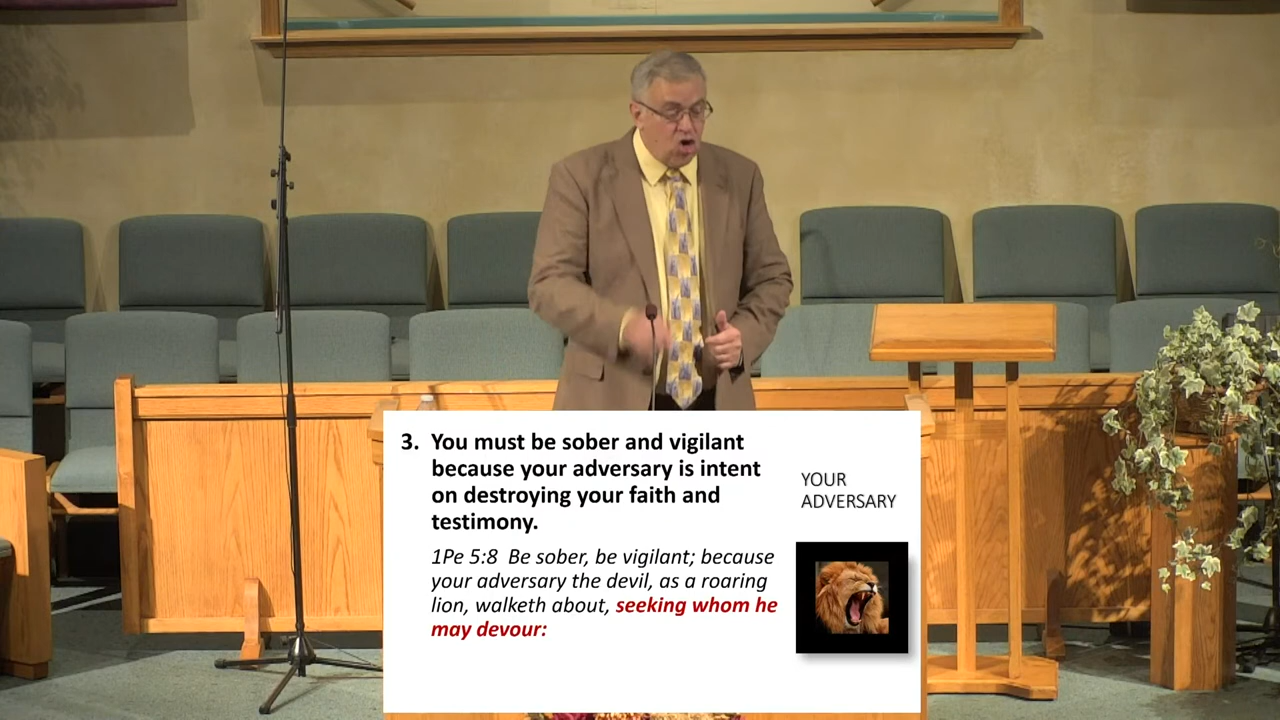 3. You must be sober and vigilant
because your adversary is intent
on destroying your faith and
testimony.
1Pe 5:8  Be sober, be vigilant; because
your adversary the devil, as a roaring
lion, walketh about, seeking whom he
may devour:
YOUR
ADVERSARY